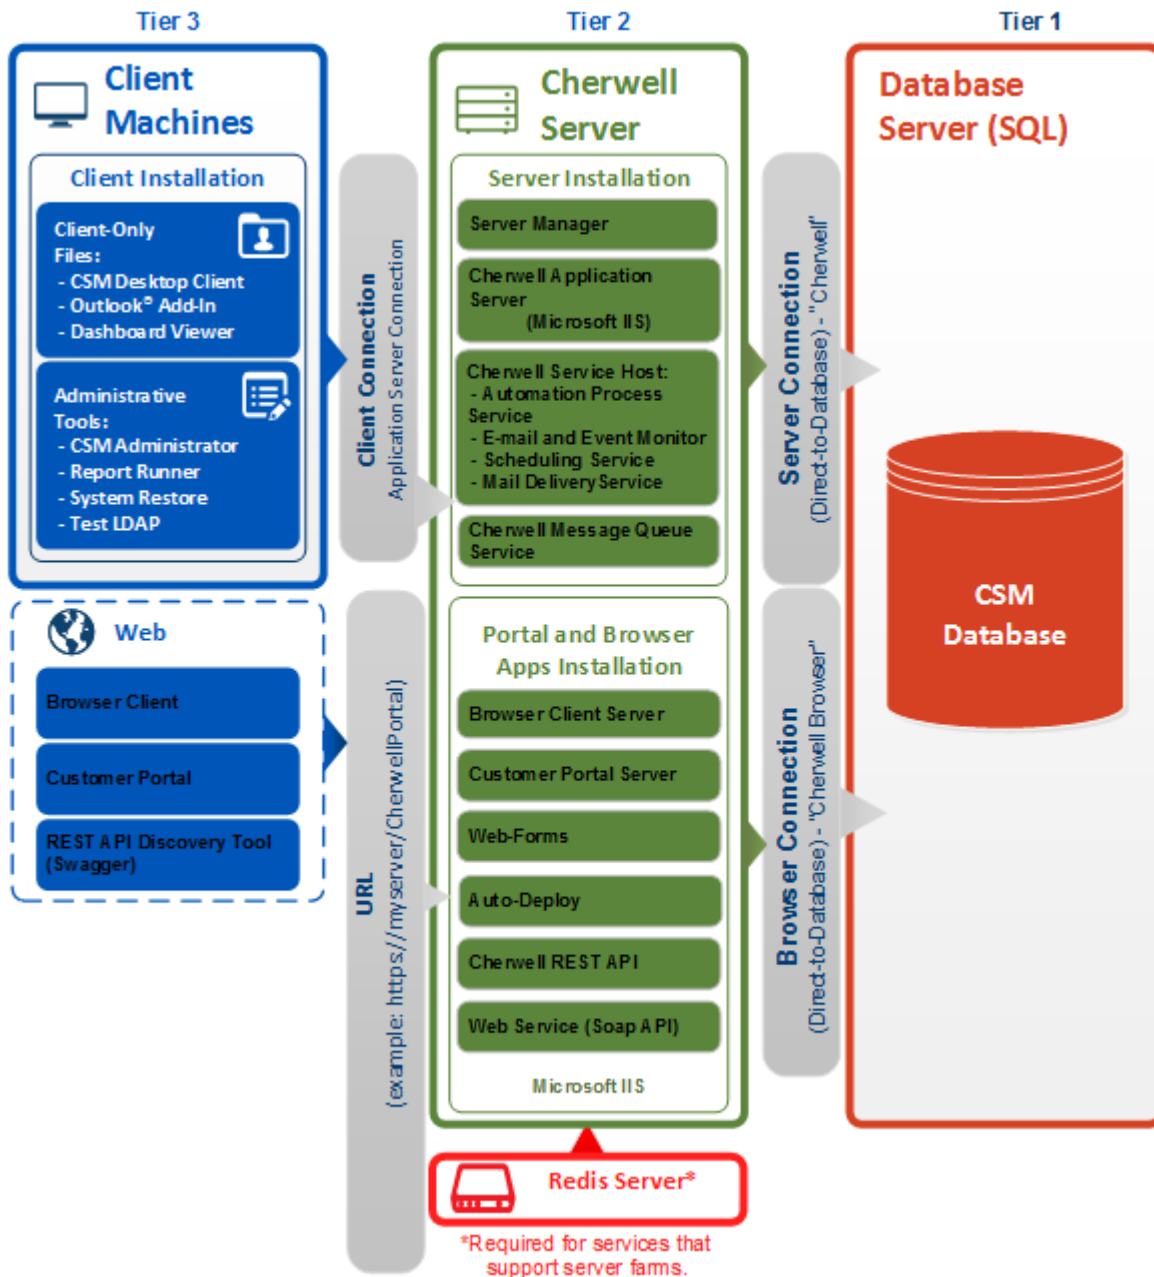 Tier 3
Tier 2
Tier 1
Client
Machines
Client Installation
Client-Only
Files:
- CSM Desktop Client
- Outlook® Add-In
- Dashboard Viewer
Administrative
Tools:
- CSM Administrator
- Report Runner
- System Restore
- Test LDAP
Web
Browser Client
Customer Portal
REST API Discovery Tool
(Swagger)
Client Connection
Application Server Connection
URL
(example: https://myserver/CherwellPortal)
Cherwell
Server
Server Installation
Server Manager
Cherwell Application
Server
(Microsoft IIS)
Cherwell Service Host:
- Automation Process
Service
- E-mail and Event Monitor
- Scheduling Service
- Mail Delivery Service
Cherwell Message Queue
Service
Portal and Browser
Apps Installation
Browser Client Server
Customer Portal Server
Web-Forms
Auto-Deploy
Cherwell REST API
Web Service (Soap API)
Microsoft IIS
Redis Server*
*Required for services that
support server farms.
Server Connection
(Direct-to-Database) - "Cherwell"
Browser Connection
(Direct-to-Database) - "Cherwell Browser"
Database
Server (SQL)
CSM
Database